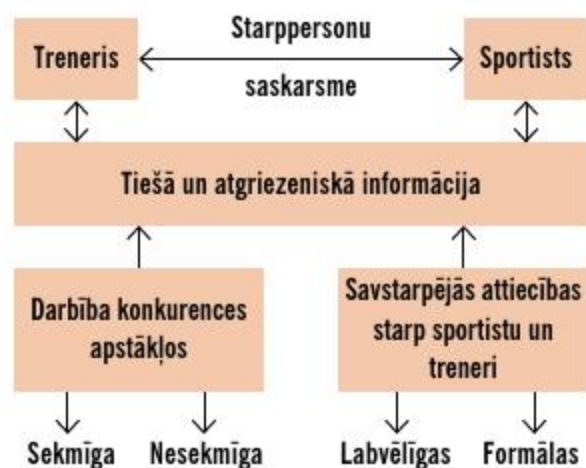 Starppersonu
Treneris
Sportists
saskarsme
Tiešā un atgriezeniskā informācija
Darbība konkurences
apstākļos
Savstarpējās attiecības
starp sportistu un
treneri
Sekmīga
Nesekmīga
Labvēlīgas
Formālas